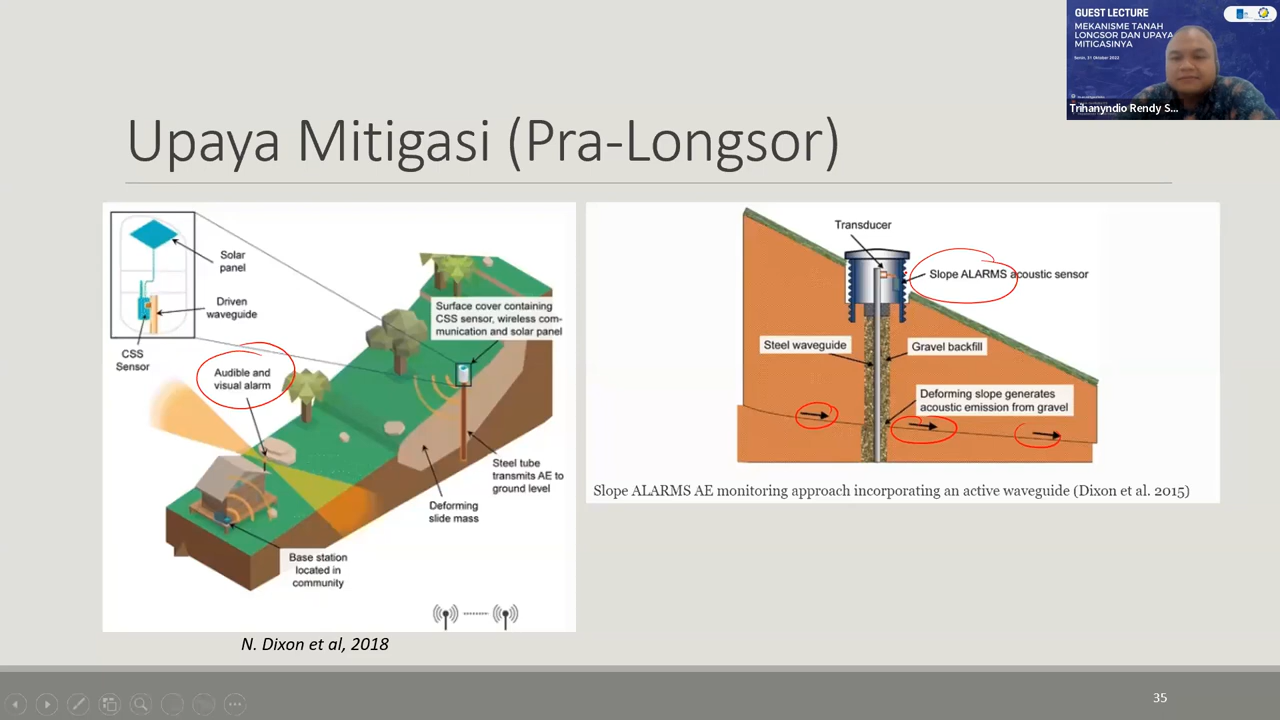 GUEST LECTURE
MEKANISME TANAH
LONGSOR DAN UPAYA
MITIGASINYA
Senin, 31 Oktober 2022
Trihanyndio Rendy S...
Upaya Mitigasi (Pra-Longsor)
Solar
panel
Driven
waveguide
CSS
Sensor
Audible and
visual alarm
Surface cover containing
CSS sensor, wireless com-
munication and solar panel
Steel tube
transmits AE to
ground level
Deforming
slide mass
Base station
located in
community
N. Dixon et al, 2018
Transducer
Slope ALARMS acoustic sensor
Steel waveguide
Gravel backfill
Deforming slope generates
acoustic emission from gravel
Slope ALARMS AE monitoring approach incorporating an active waveguide (Dixon et al. 2015)
35